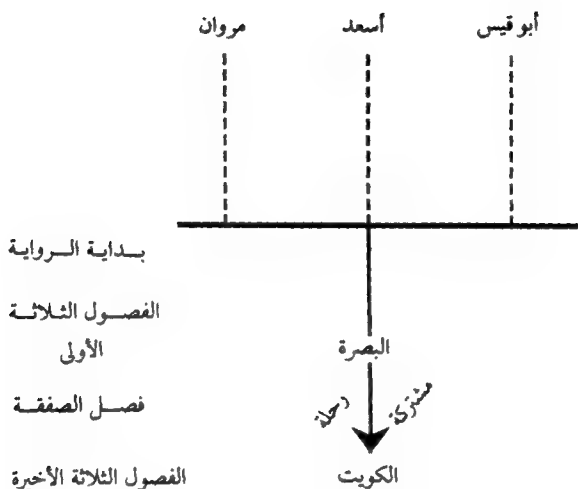 أبو قيس
أسعد
مروان
بداية الرواية
الفصول الثلاثة
الأولى
البصرة
فصل الصفقة
رحلة
مشتركة
الفصول الثلاثة الأخيرة
الكويت